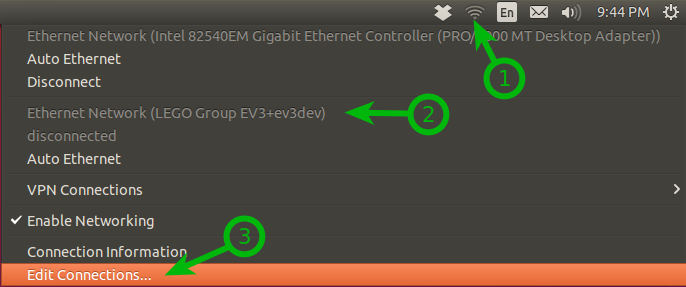 En 9:44 PM
Ethernet Network (Intel 82540EM Gigabit Ethernet Controller (PRO/ 00 MT Desktop Adapter))
Auto Ethernet
1
Disconnect
Ethernet Network (LEGO Group EV3+ev3dev)
2
disconnected
Auto Ethernet
VPN Connections
Enable Networking
3
Connection Information
Edit Connections...